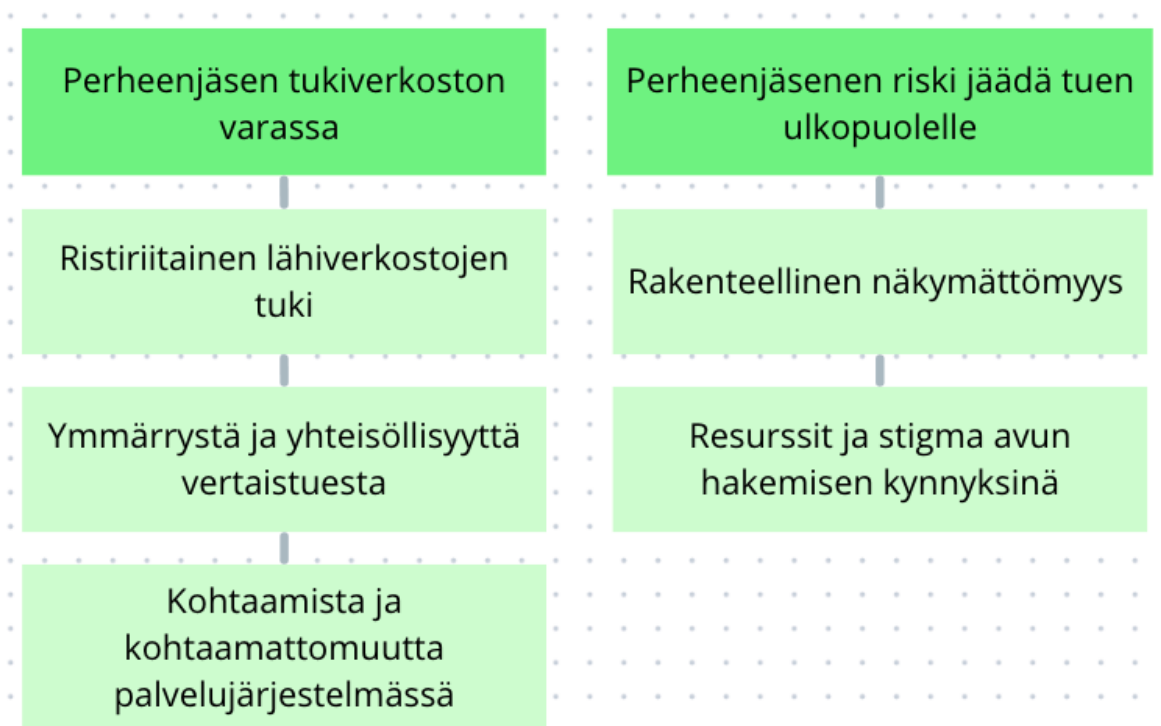 Perheenjäsen tukiverkoston
varassa
Ristiriitainen lähiverkostojen
tuki
Ymmärrystä ja yhteisöllisyyttä
vertaistuesta
Kohtaamista ja
kohtaamattomuutta
palvelujärjestelmässä
Perheenjäsenen riski jäädä tuen
ulkopuolelle
Rakenteellinen näkymättömyys
Resurssit ja stigma avun
hakemisen kynnyksinä